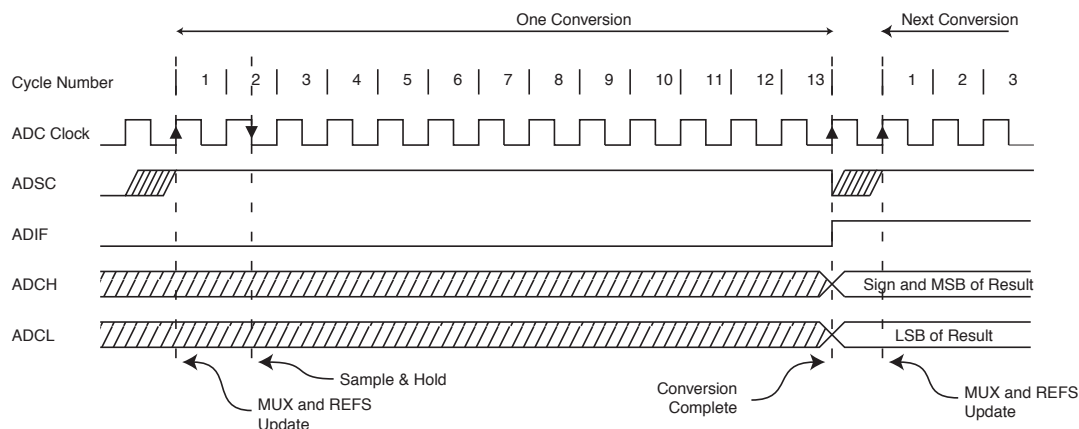 One Conversion
Next Conversion
Cycle Number
1 2 3 4 5 6 7 8 9 10 11 12 13 1 2 3
ADC Clock
ADSC
ADIF
ADCH
Sign and MSB of Result
ADCL
LSB of Result
Sample & Hold
MUX and REFS
Update
Conversion
Complete
MUX and REFS
Update